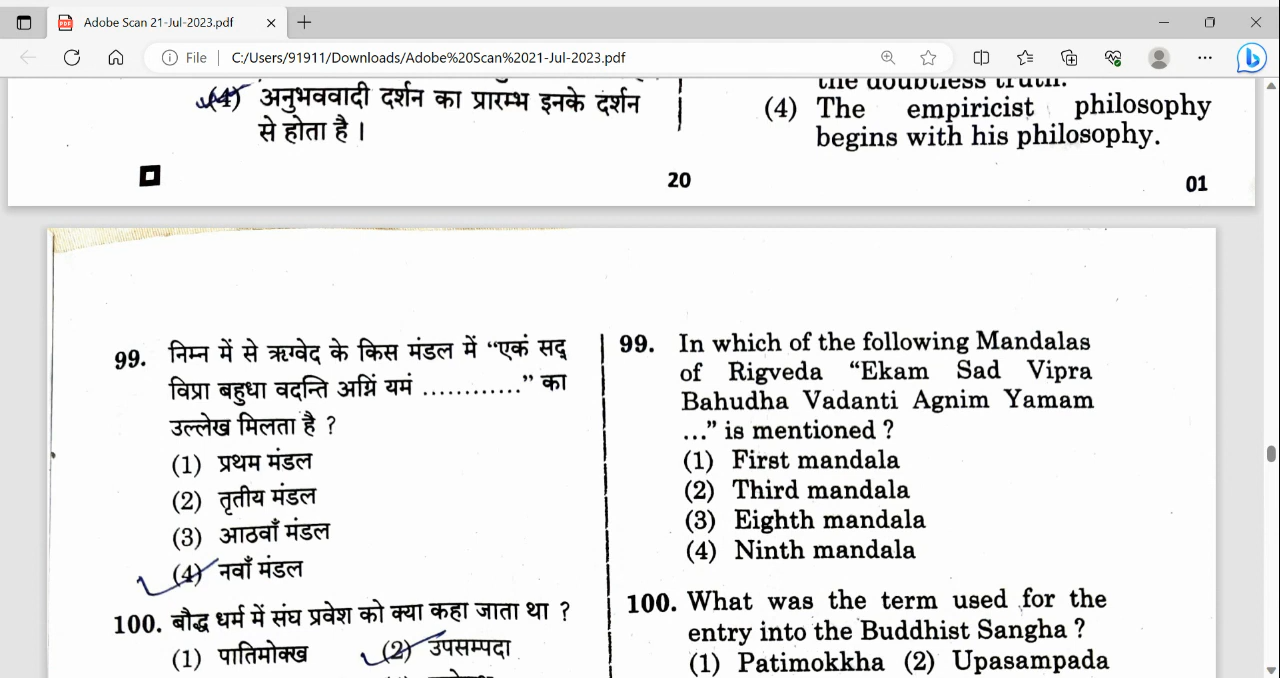 Adobe Scan 21-Jul-2023.pdf
File
C:/Users/91911/Downloads/Adobe%20Scan%2021-Jul-2023.pdf
(4) अनुभववादी दर्शन का प्रारम्भ इनके दर्शन
से होता है ।
the doubtless truth.
(4) The empiricist philosophy
begins with his philosophy.
20
01
99. निम्न में से ऋग्वेद के किस मंडल में “एकं सद्
विप्रा बहुधा वदन्ति अग्निं यमं ............” का
उल्लेख मिलता है ?
(1) प्रथम मंडल
(2) तृतीय मंडल
(3) आठवाँ मंडल
(4) नवाँ मंडल
100. बौद्ध धर्म में संघ प्रवेश को क्या कहा जाता था ?
(1) पातिमोक्ख (2) उपसम्पदा
99. In which of the following Mandalas
of Rigveda “Ekam Sad Vipra
Bahudha Vadanti Agnim Yamam
...” is mentioned ?
(1) First mandala
(2) Third mandala
(3) Eighth mandala
(4) Ninth mandala
100. What was the term used for the
entry into the Buddhist Sangha ?
(1) Patimokkha (2) Upasampada